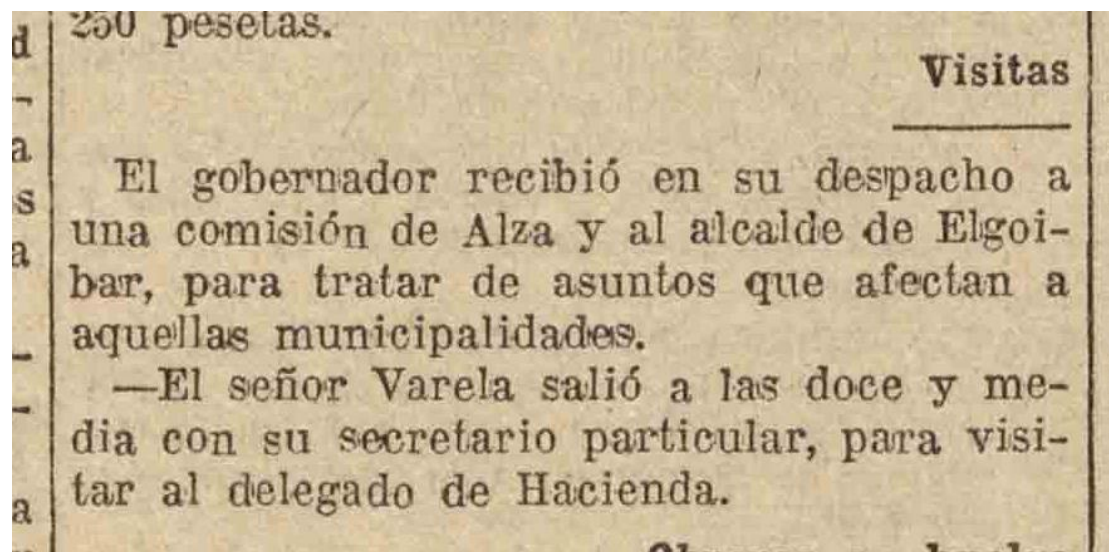 250 pesetas.
Visitas
El gobernador recibió en su despacho a
una comisión de Alza y al alcalde de Elgoi-
bar, para tratar de asuntos que afectan a
aquellas municipalidades.
—El señor Varela salió a las doce y me-
dia con su secretario particular, para visi-
tar al delegado de Hacienda.